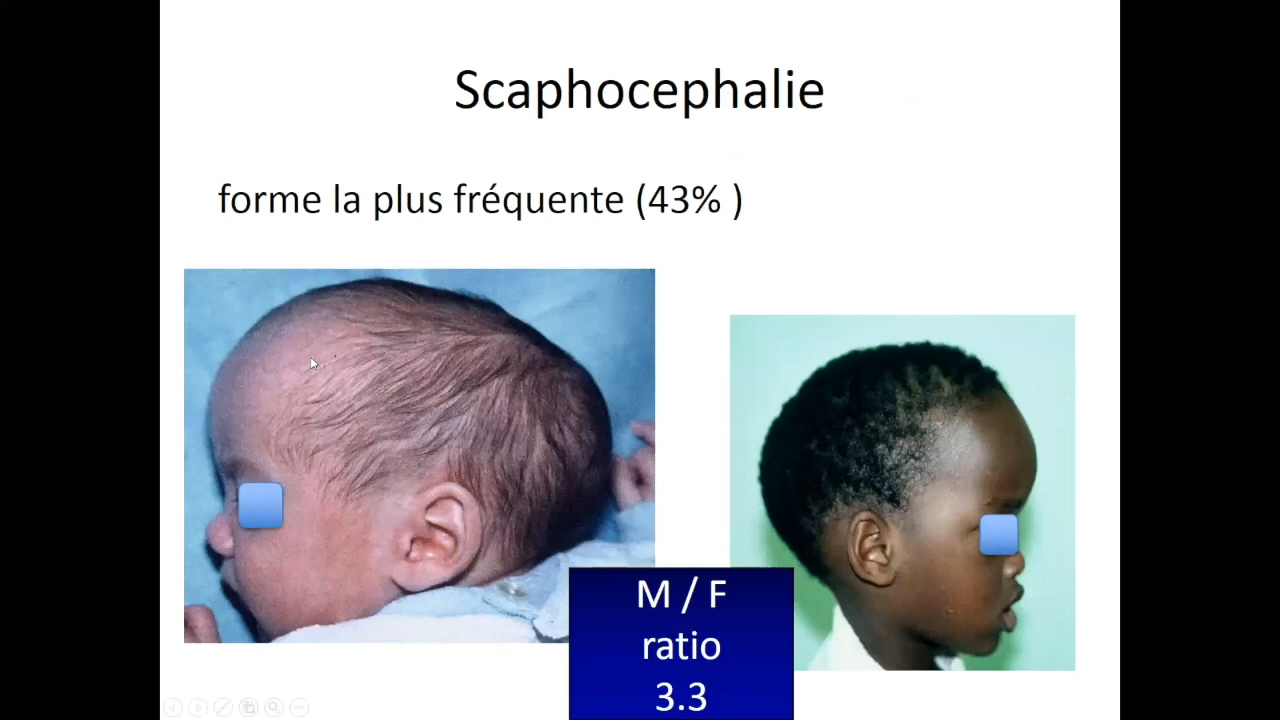 Scaphocephalie
forme la plus fréquente (43% )
M / F
ratio
3.3